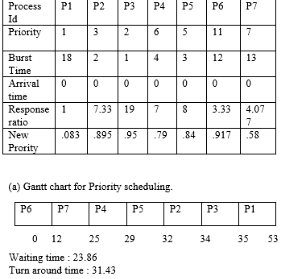 Process Id P1 P2 P3 P4 P5 P6 P7
Priority 1 3 2 6 5 11 7
Burst Time 18 2 1 4 3 12 13
Arrival time 0 0 0 0 0 0 0
Response ratio 1 7.33 19 7 8 3.33 4.077
New Prority .083 .895 .95 .79 .84 .917 .58
(a) Gantt chart for Priority scheduling.
P6 P7 P4 P5 P2 P3 P1
0 12 25 29 32 34 35 53
Waiting time : 23.86
Turn around time : 31.43